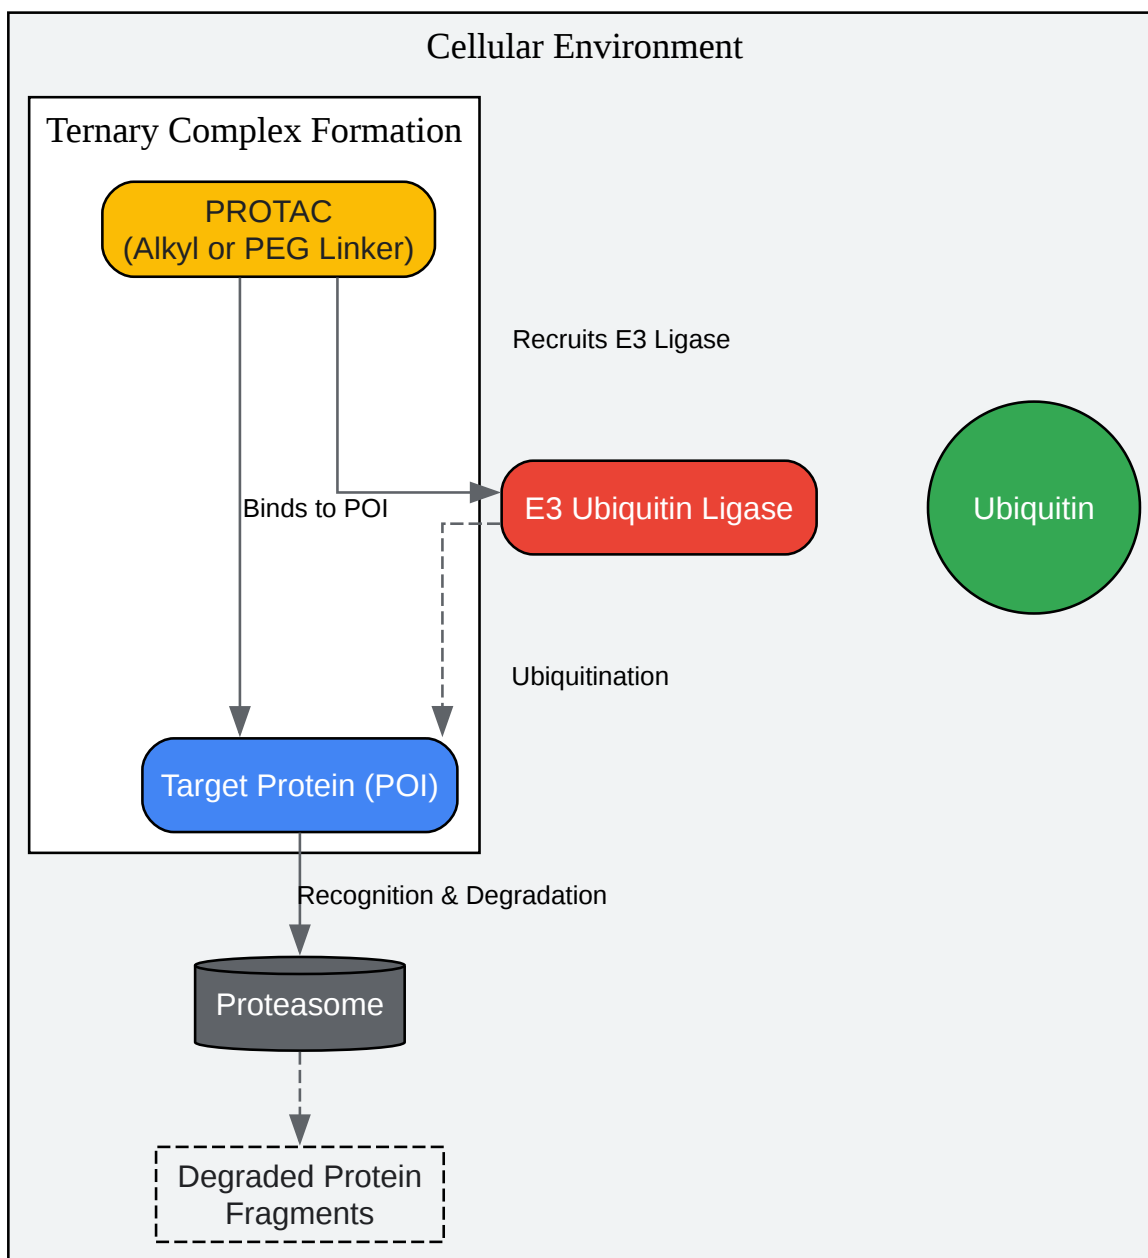 Cellular Environment
Ternary Complex Formation
PROTAC
(Alkyl or PEG Linker)
Recruits E3 Ligase
Binds to POI
E3 Ubiquitin Ligase
Ubiquitin
Ubiquitination
Target Protein (POI)
Recognition & Degradation
Proteasome
Degraded Protein
Fragments